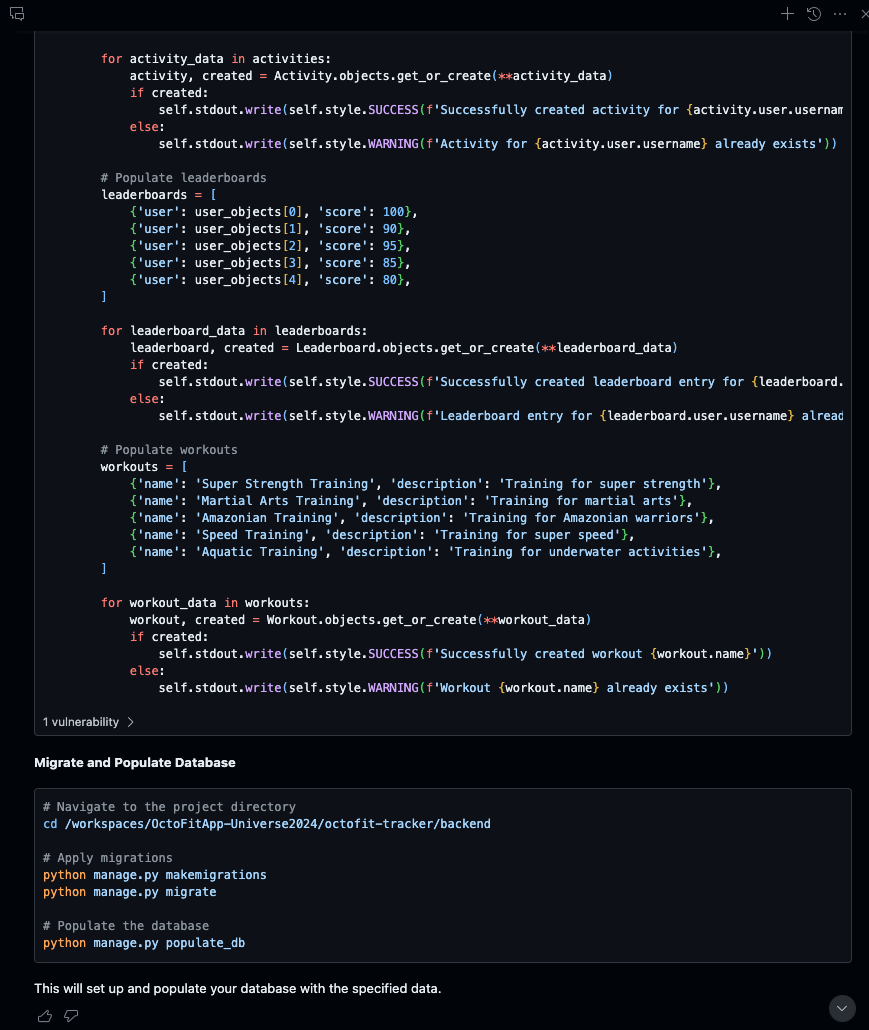 for activity_data in activities:
            activity, created = Activity.objects.get_or_create(**activity_data)
            if created:
                self.stdout.write(self.style.SUCCESS(f'Successfully created activity for {activity.user.usernam
            else:
                self.stdout.write(self.style.WARNING(f'Activity for {activity.user.username} already exists'))

        # Populate leaderboards
        leaderboards = [
            {'user': user_objects[0], 'score': 100},
            {'user': user_objects[1], 'score': 90},
            {'user': user_objects[2], 'score': 95},
            {'user': user_objects[3], 'score': 85},
            {'user': user_objects[4], 'score': 80},
        ]

        for leaderboard_data in leaderboards:
            leaderboard, created = Leaderboard.objects.get_or_create(**leaderboard_data)
            if created:
                self.stdout.write(self.style.SUCCESS(f'Successfully created leaderboard entry for {leaderboard.
            else:
                self.stdout.write(self.style.WARNING(f'Leaderboard entry for {leaderboard.user.username} alread

        # Populate workouts
        workouts = [
            {'name': 'Super Strength Training', 'description': 'Training for super strength'},
            {'name': 'Martial Arts Training', 'description': 'Training for martial arts'},
            {'name': 'Amazonian Training', 'description': 'Training for Amazonian warriors'},
            {'name': 'Speed Training', 'description': 'Training for super speed'},
            {'name': 'Aquatic Training', 'description': 'Training for underwater activities'},
        ]

        for workout_data in workouts:
            workout, created = Workout.objects.get_or_create(**workout_data)
            if created:
                self.stdout.write(self.style.SUCCESS(f'Successfully created workout {workout.name}'))
            else:
                self.stdout.write(self.style.WARNING(f'Workout {workout.name} already exists'))

1 vulnerability
Migrate and Populate Database
# Navigate to the project directory
cd /workspaces/OctoFitApp-Universe2024/octofit-tracker/backend

# Apply migrations
python manage.py makemigrations
python manage.py migrate

# Populate the database
python manage.py populate_db

This will set up and populate your database with the specified data.